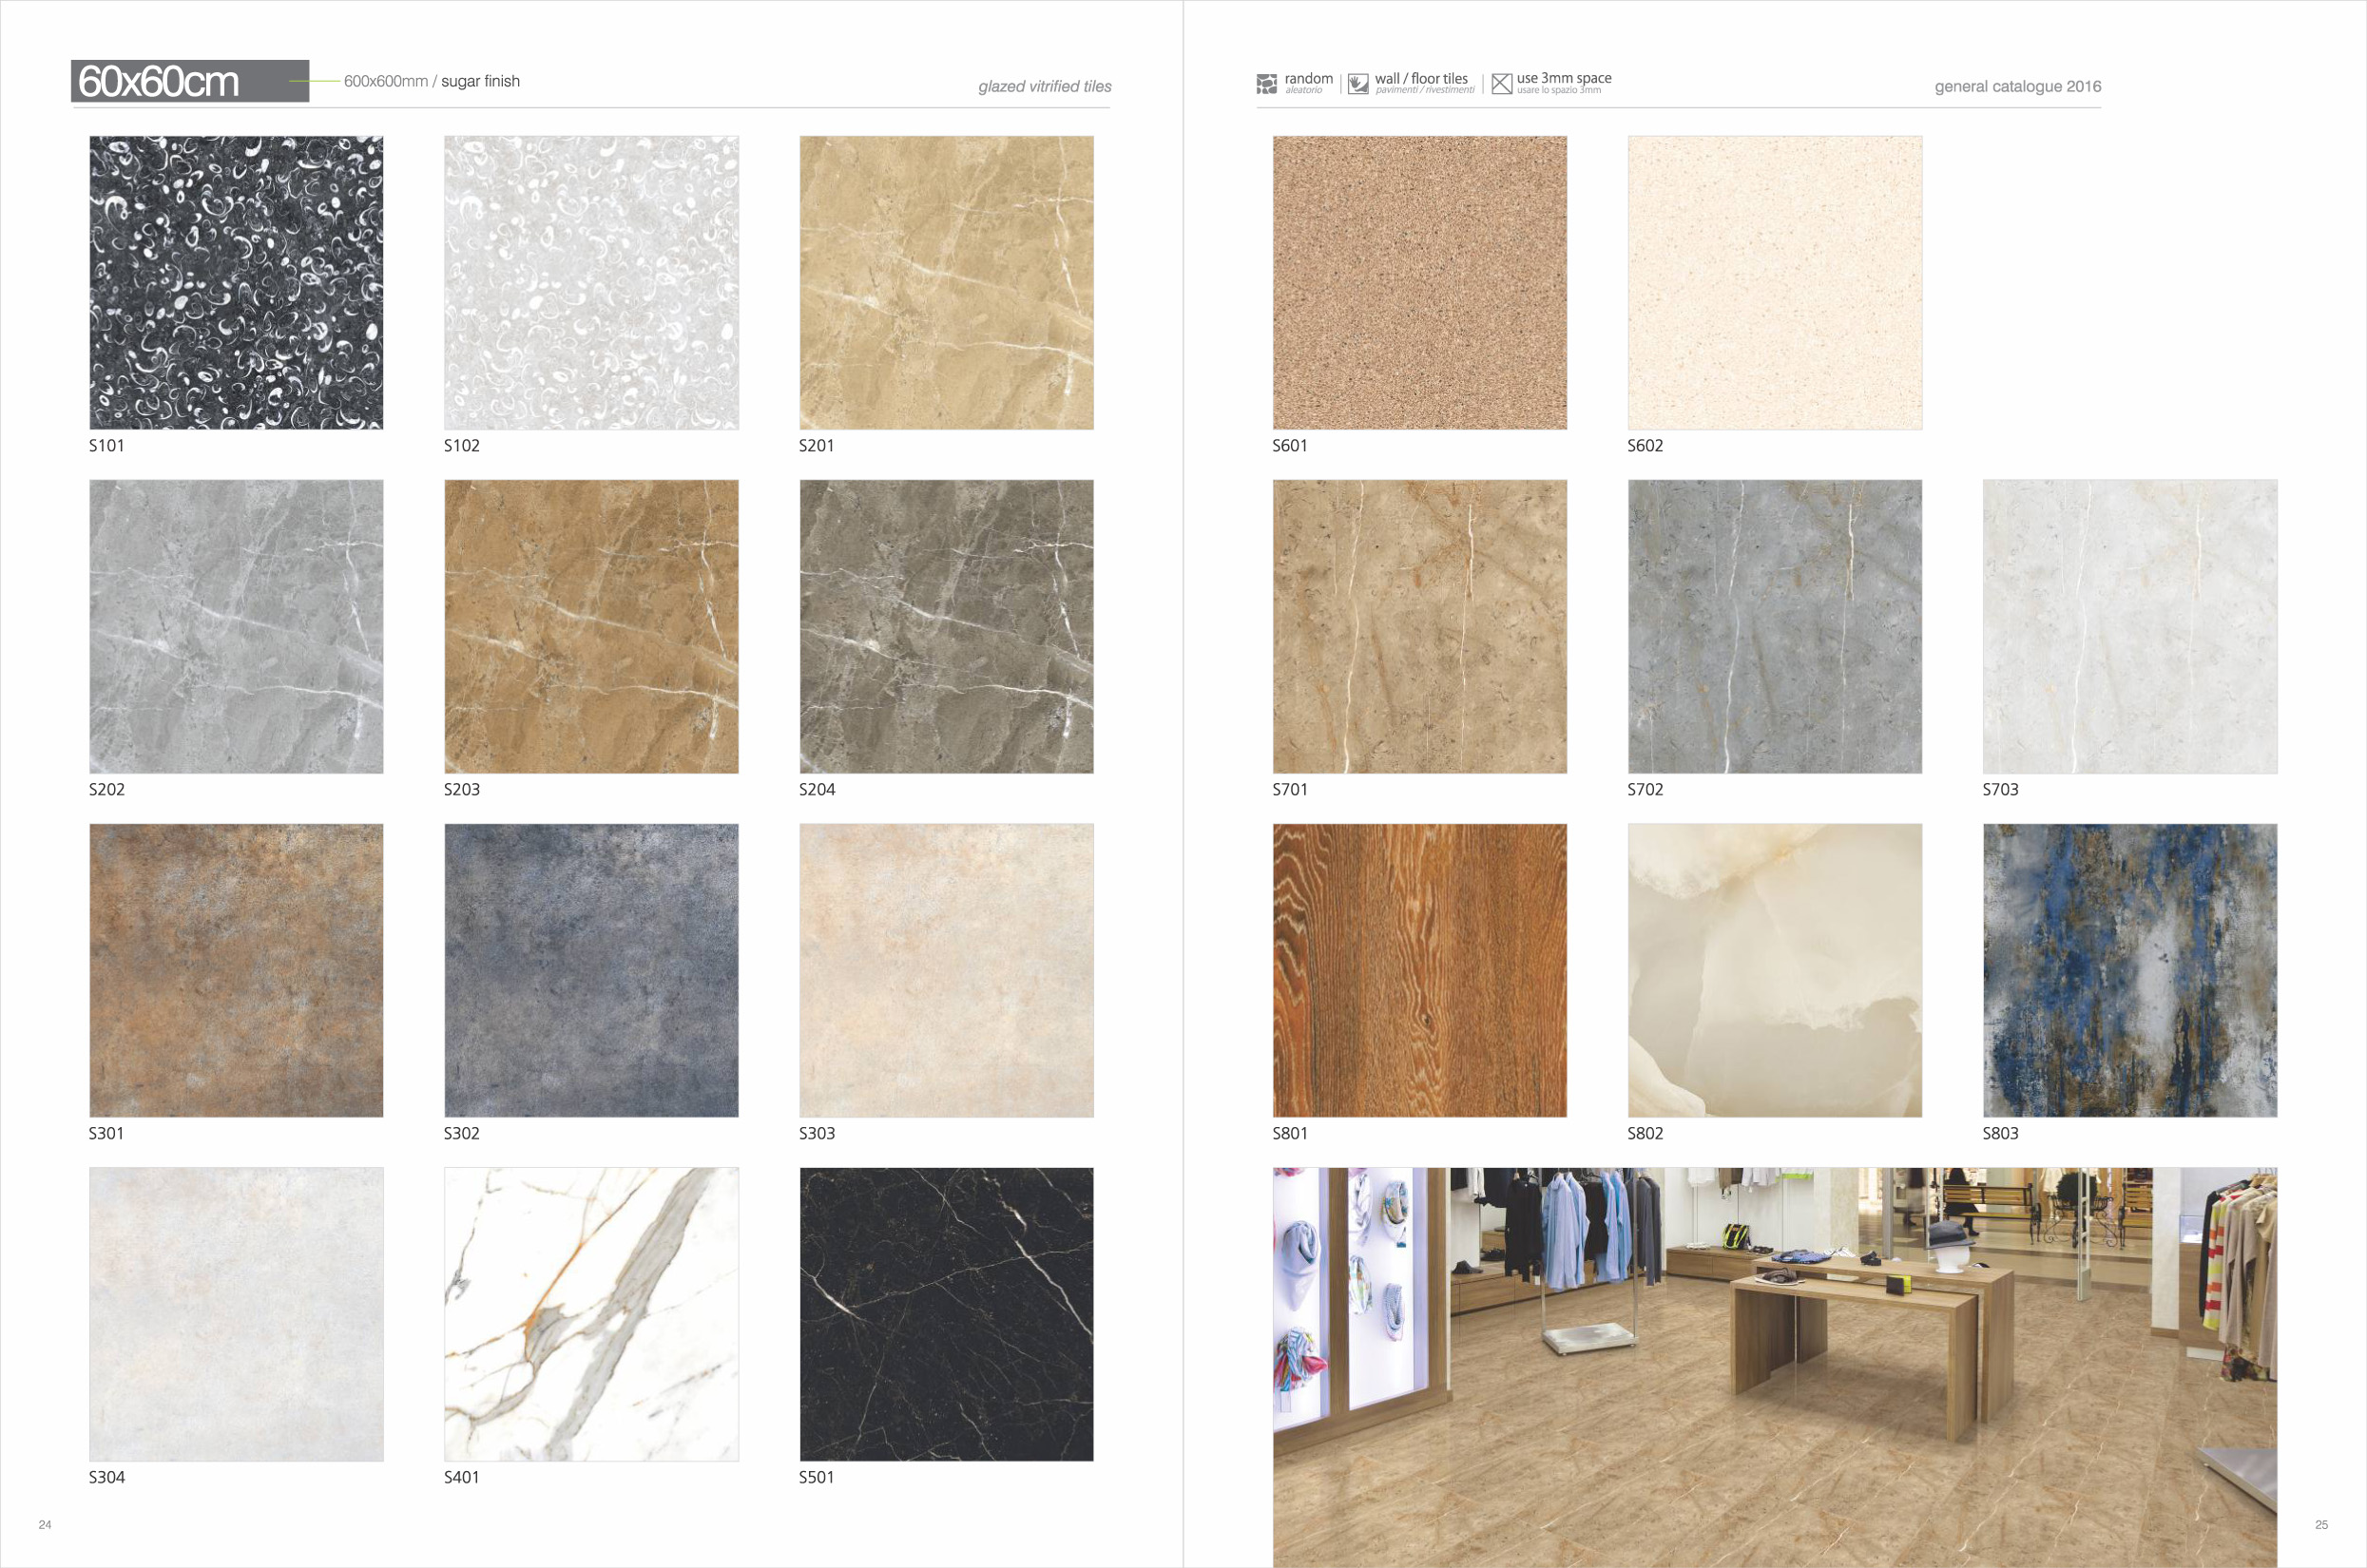 60x60cm
600x600mm / sugar finish
glazed vitrified tiles
S101
S102
S201
S202
S203
S204
S301
S302
S303
S304
S401
S501
24
random
aleatorio
wall / floor tiles
pavimenti / rivestimenti
use 3mm space
usare lo spazio 3mm
general catalogue 2016
S601
S602
S701
S702
S703
S801
S802
S803
25